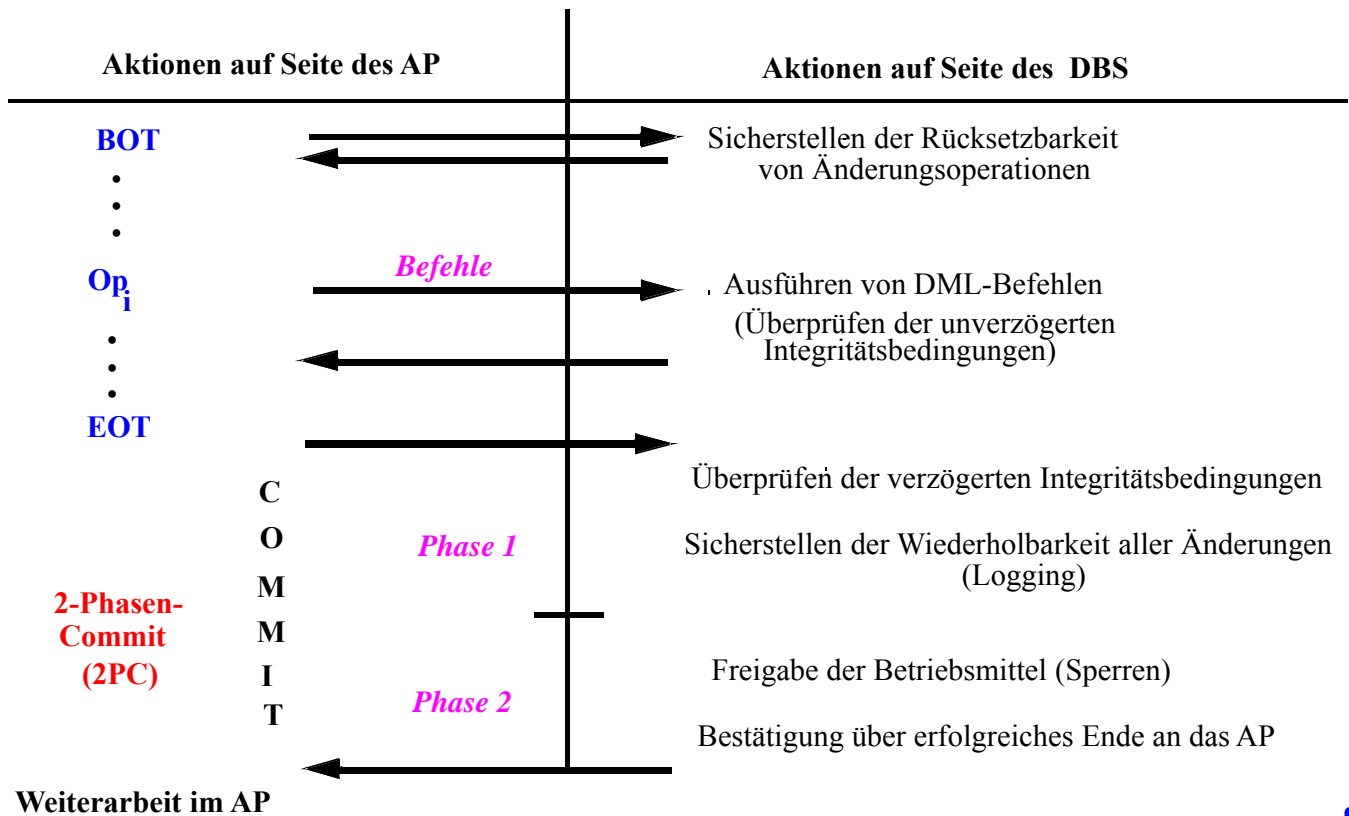 Aktionen auf Seite des AP
Aktionen auf Seite des DBS
BOT
Sicherstellen der Rücksetzbarkeit
von Änderungsoperationen
Befehle
Op i
Ausführen von DML-Befehlen
(Überprüfen der unverzögerten
Integritätsbedingungen)
EOT
Überprüfen der verzögerten Integritätsbedingungen
COMMIT
Phase 1
Sicherstellen der Wiederholbarkeit aller Änderungen
(Logging)
2-Phasen-
Commit
(2PC)
Freigabe der Betriebsmittel (Sperren)
Phase 2
Bestätigung über erfolgreiches Ende an das AP
Weiterarbeit im AP